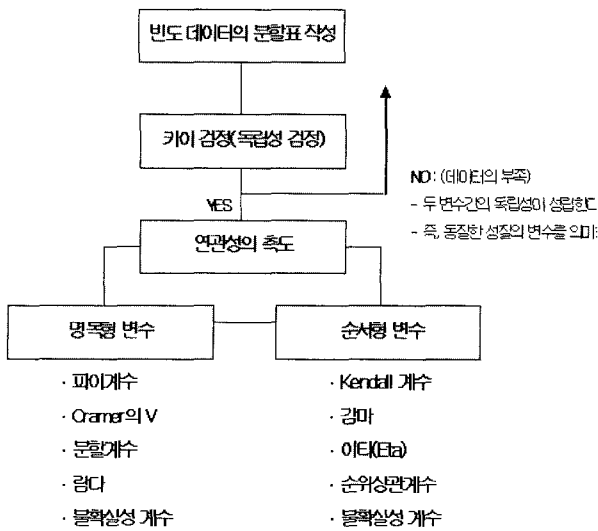 빈도 데이터의 분할표 작성
카이 검정(독립성 검정)
NO: (데이터의 부족)
YES
- 두 변수간의 독립성이 성립한다
- 즉, 동질한 성질의 변수를 의미
연관성의 측도
명목형 변수
순서형 변수
· 파이계수
· Cramer의 V
· 분할계수
· 람다
· 불확실성 계수
· Kendall 계수
· 감마
· 이타(Eta)
· 순위상관계수
· 불확실성 계수